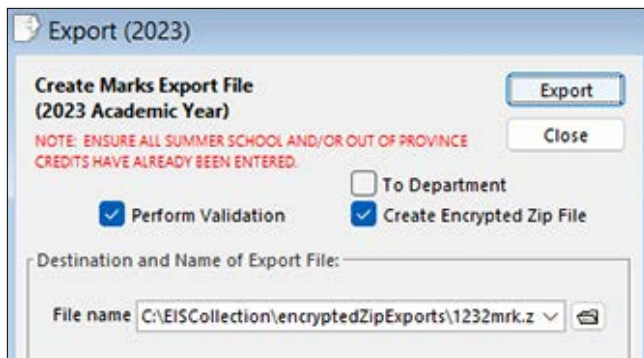 Export (2023)
Create Marks Export File
(2023 Academic Year)
Export
NOTE: ENSURE ALL SUMMER SCHOOL AND/OR OUT OF PROVINCE
CREDITS HAVE ALREADY BEEN ENTERED.
Close
To Department
Perform Validation
Create Encrypted Zip File
Destination and Name of Export File:
File name C:\EISCollection\encryptedZipExports\1232mrk.z